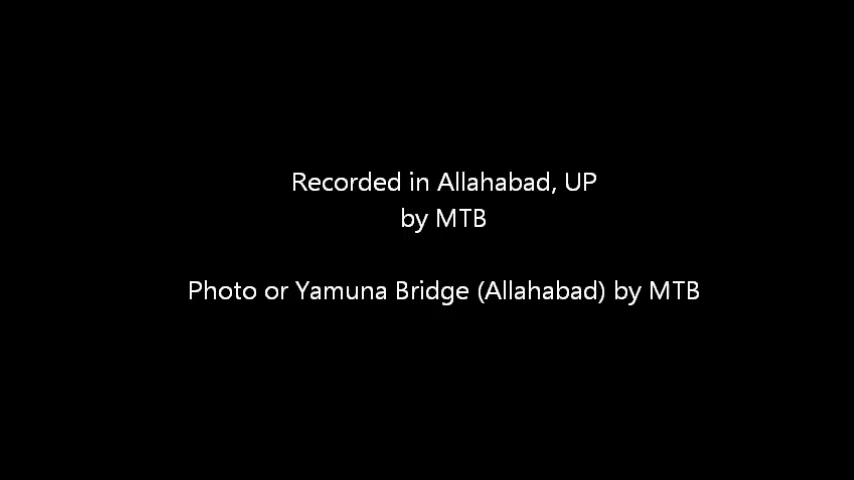 Recorded in Allahabad, UP
by MTB
Photo or Yamuna Bridge (Allahabad) by MTB